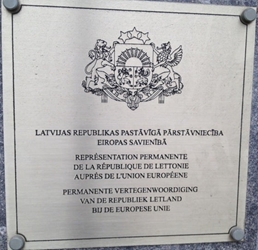 LATVIJAS REPUBLIKAS PASTĀVĪGĀ PĀRSTĀVNIECĪBA
EIROPAS SAVIENĪBĀ
REPRÉSENTATION PERMANENTE
DE LA RÉPUBLIQUE DE LETTONIE
AUPRÈS DE L'UNION EUROPÉENE
PERMANENTE VERTEGENWOORDIGING
VAN DE REPUBLIEK LETLAND
BIJ DE EUROPESE UNIE